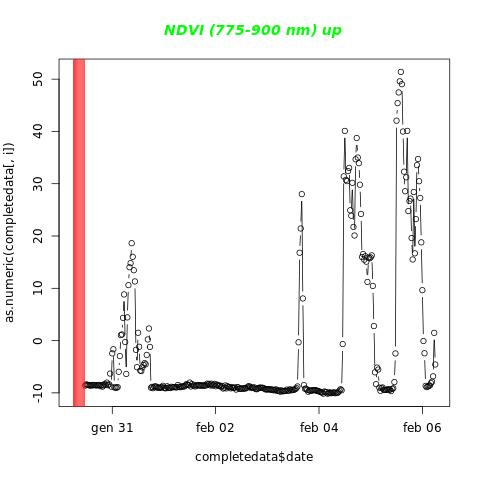 NDVI (775-900 nm) up
as.numeric(completedata[, i])
50
40
30
20
10
0
-10
gen 31
feb 02
feb 04
feb 06
completedata$date